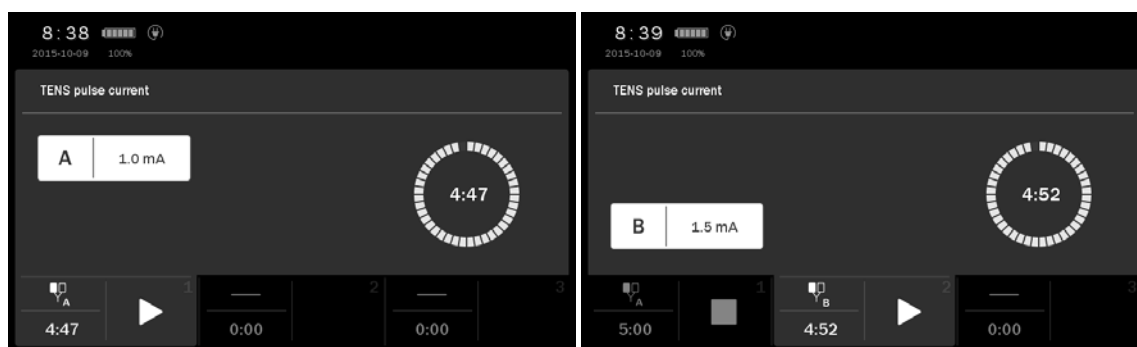 8:38
2015-10-09 100%
TENS pulse current
A 1.0 mA
4:47
1 2 3
A
4:47 0:00 0:00
8:39
2015-10-09 100%
TENS pulse current
4:52
B 1.5 mA
1 2 3
A B
5:00 4:52 0:00